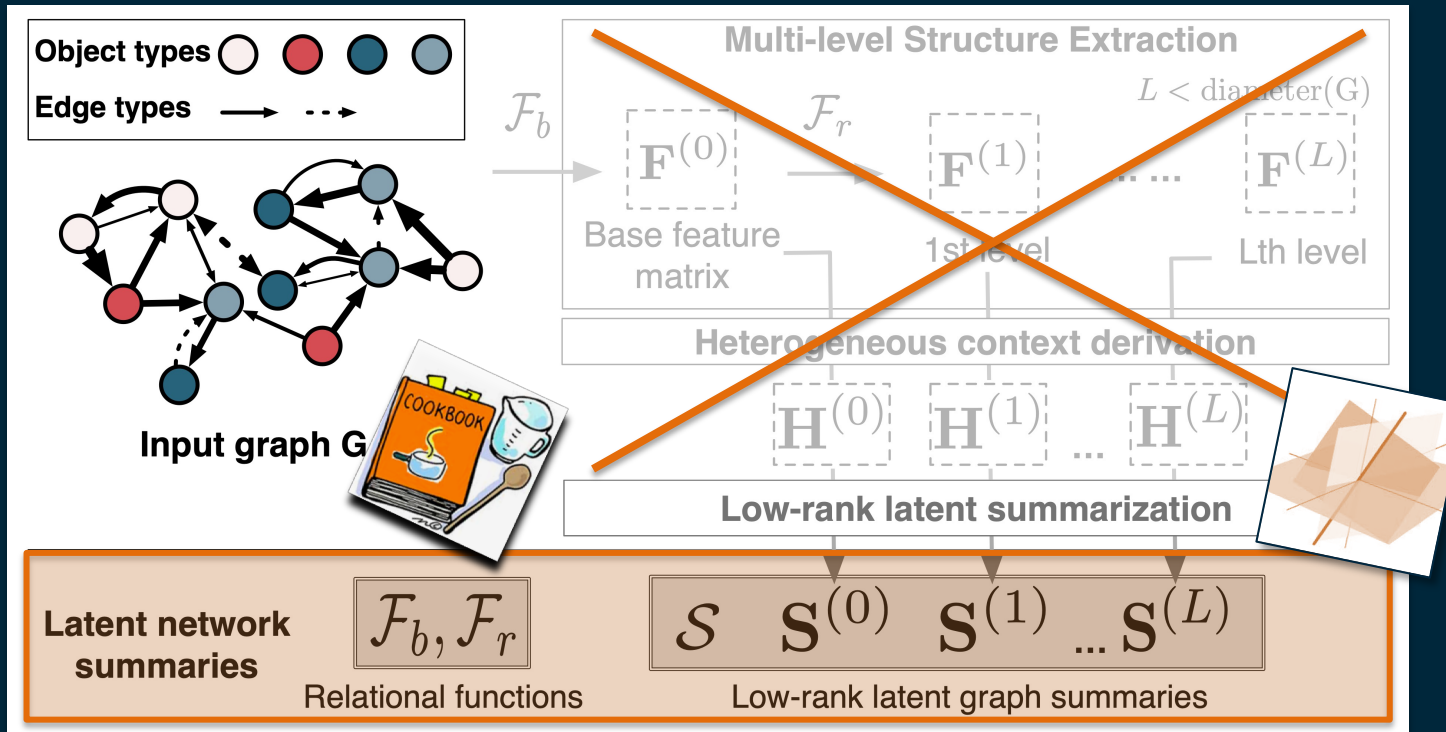 Object types
Edge types
Multi-level Structure Extraction
L < diameter(G)
𝓕_b
𝓕_r
𝐅^(0)
𝐅^(1)
... ...
𝐅^(L)
Base feature
matrix
1st level
Lth level
Heterogeneous context derivation
𝐇^(0)
𝐇^(1)
...
𝐇^(L)
COOKBOOK
Input graph G
Low-rank latent summarization
Latent network
summaries
𝓕_b, 𝓕_r
𝓢 𝐒^(0) 𝐒^(1) ... 𝐒^(L)
Relational functions
Low-rank latent graph summaries